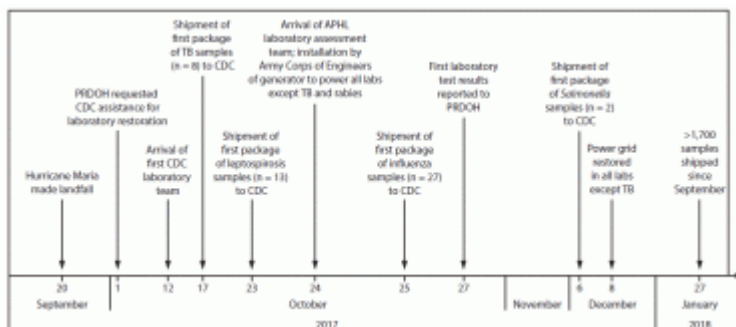 Hurricane Maria
made landfall
PRDOH requested
CDC assistance for
laboratory restoration
Arrival of
first CDC
laboratory
team
Shipment of
first package
of TB samples
(n = 8) to CDC
Shipment of
first package
of leptospirosis
samples (n = 13)
to CDC
Arrival of APHL
laboratory assessment
team; installation by
Army Corps of Engineers
of generator to power all labs
except TB and rabies
Shipment of
first package
of influenza
samples (n = 27)
to CDC
First laboratory
test results
reported to
PRDOH
Shipment of
first package
of Salmonella
samples (n = 2)
to CDC
Power grid
restored
in all labs
except TB
>1,700
samples
shipped
since
September
20 1 12 17 23 24 25 27 6 8 27
September October November December January
2017 2018